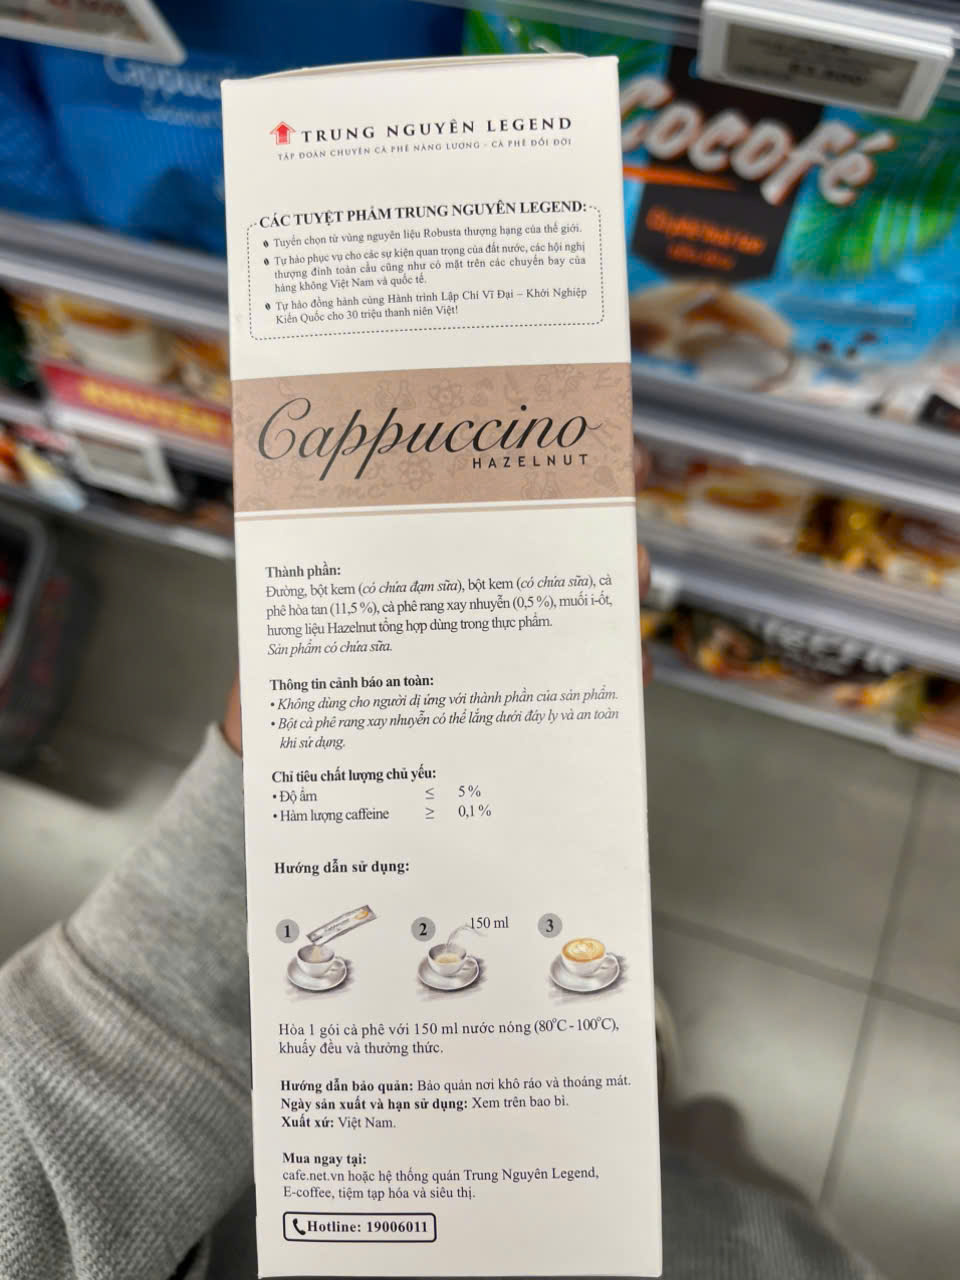 Cappucci
Cocofé
TRUNG NGUYÊN LEGEND
TẬP ĐOÀN CHUYÊN CÀ PHÊ NĂNG LƯỢNG - CÀ PHÊ ĐỔI ĐỜI
CÁC TUYỆT PHẨM TRUNG NGUYÊN LEGEND:
Tuyển chọn từ vùng nguyên liệu Robusta thượng hạng của thế giới.
Tự hào phục vụ cho các sự kiện quan trọng của đất nước, các hội nghị
thượng đỉnh toàn cầu cũng như có mặt trên các chuyến bay của
hàng không Việt Nam và quốc tế.
Tự hào đồng hành cùng Hành trình Lập Chí Vĩ Đại – Khởi Nghiệp
Kiến Quốc cho 30 triệu thanh niên Việt!
Cappuccino
HAZELNUT
Thành phần:
Đường, bột kem (có chứa đạm sữa), bột kem (có chứa sữa), cà
phê hòa tan (11,5 %), cà phê rang xay nhuyễn (0,5 %), muối i-ốt,
hương liệu Hazelnut tổng hợp dùng trong thực phẩm.
Sản phẩm có chứa sữa.
Thông tin cảnh báo an toàn:
• Không dùng cho người dị ứng với thành phần của sản phẩm.
• Bột cà phê rang xay nhuyễn có thể lắng dưới đáy ly và an toàn
khi sử dụng.
Chỉ tiêu chất lượng chủ yếu:
• Độ ẩm ≤ 5 %
• Hàm lượng caffeine ≥ 0,1 %
Hướng dẫn sử dụng:
1 2 150 ml 3
Hòa 1 gói cà phê với 150 ml nước nóng (80°C - 100°C),
khuấy đều và thưởng thức.
Hướng dẫn bảo quản: Bảo quản nơi khô ráo và thoáng mát.
Ngày sản xuất và hạn sử dụng: Xem trên bao bì.
Xuất xứ: Việt Nam.
Mua ngay tại:
cafe.net.vn hoặc hệ thống quán Trung Nguyên Legend,
E-coffee, tiệm tạp hóa và siêu thị.
Hotline: 19006011